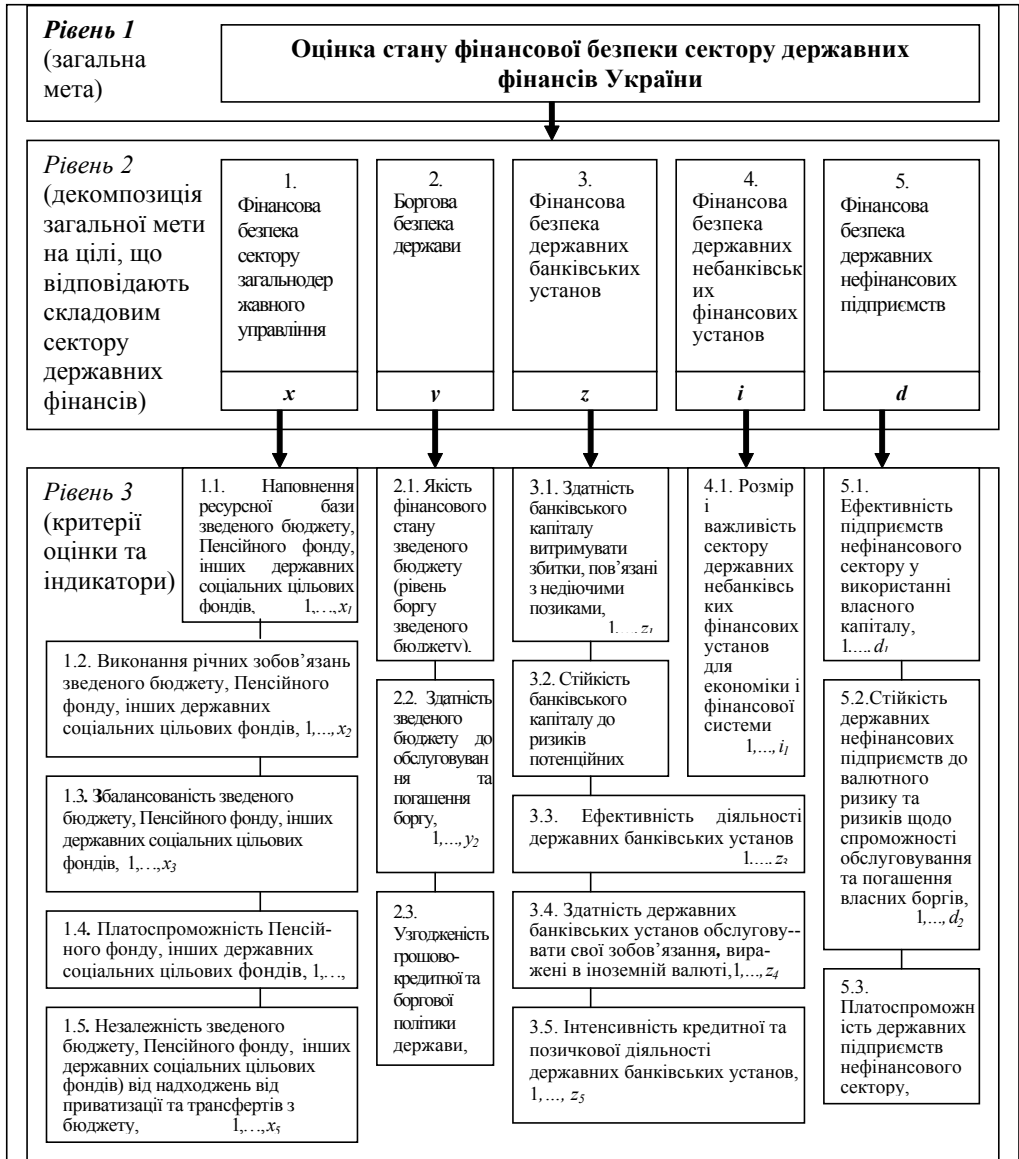 Рівень 1
(загальна
мета)
Оцінка стану фінансової безпеки сектору державних
фінансів України
Рівень 2
(декомпозиція
загальної мети
на цілі, що
відповідають
складовим
сектору
державних
фінансів)
1.
Фінансова
безпека
сектору
загальнодер
жавного
управління
x
2.
Боргова
безпека
держави
y
3.
Фінансова
безпека
державних
банківських
установ
z
4.
Фінансова
безпека
державних
небанківськ
их
фінансових
установ
i
5.
Фінансова
безпека
державних
нефінансових
підприємств
d
Рівень 3
(критерії
оцінки та
індикатори)
1.1. Наповнення
ресурсної бази
зведеного бюджету,
Пенсійного фонду,
інших державних
соціальних цільових
фондів, 1,…,x1
1.2. Виконання річних зобов’язань
зведеного бюджету, Пенсійного
фонду, інших державних
соціальних цільових фондів, 1,…,x2
1.3. Збалансованість зведеного
бюджету, Пенсійного фонду, інших
державних соціальних цільових
фондів, 1,…,x3
1.4. Платоспроможність Пенсій-
ного фонду, інших державних
соціальних цільових фондів, 1,…,
1.5. Незалежність зведеного
бюджету, Пенсійного фонду, інших
державних соціальних цільових
фондів) від надходжень від
приватизації та трансфертів з
бюджету, 1,…,x5
2.1. Якість
фінансового
стану
зведеного
бюджету
(рівень
боргу
зведеного
бюджету).
2.2. Здатність
зведеного
бюджету до
обслуговуван
ня та
погашення
боргу,
1,…,y2
2.3.
Узгодженість
грошово-
кредитної та
боргової
політики
держави,
3.1. Здатність
банківського
капіталу
витримувати
збитки, пов’язані
з недіючими
позиками,
1,…,z1
3.2. Стійкість
банківського
капіталу до
ризиків
потенційних
3.3. Ефективність діяльності
державних банківських установ
1,…,z3
3.4. Здатність державних
банківських установ обслугову--
вати свої зобов’язання, вира-
жені в іноземній валюті,1,…,z4
3.5. Інтенсивність кредитної та
позичкової діяльності
державних банківських установ,
1,…, z5
4.1. Розмір
і
важливість
сектору
державних
небанківсь
ких
фінансових
установ
для
економіки і
фінансової
системи
1,…,i1
5.1.
Ефективність
підприємств
нефінансового
сектору у
використанні
власного
капіталу,
1,…,d1
5.2.Стійкість
державних
нефінансових
підприємств до
валютного
ризику та
ризиків щодо
спроможності
обслуговування
та погашення
власних боргів,
1,…,d2
5.3.
Платоспроможн
ість державних
підприємств
нефінансового
сектору,